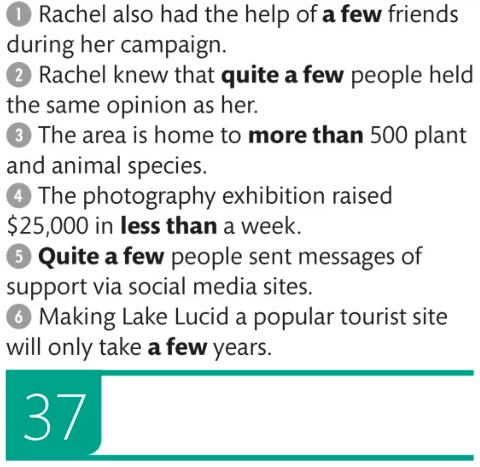 1 Rachel also had the help of a few friends
during her campaign.
2 Rachel knew that quite a few people held
the same opinion as her.
3 The area is home to more than 500 plant
and animal species.
4 The photography exhibition raised
$25,000 in less than a week.
5 Quite a few people sent messages of
support via social media sites.
6 Making Lake Lucid a popular tourist site
will only take a few years.
37